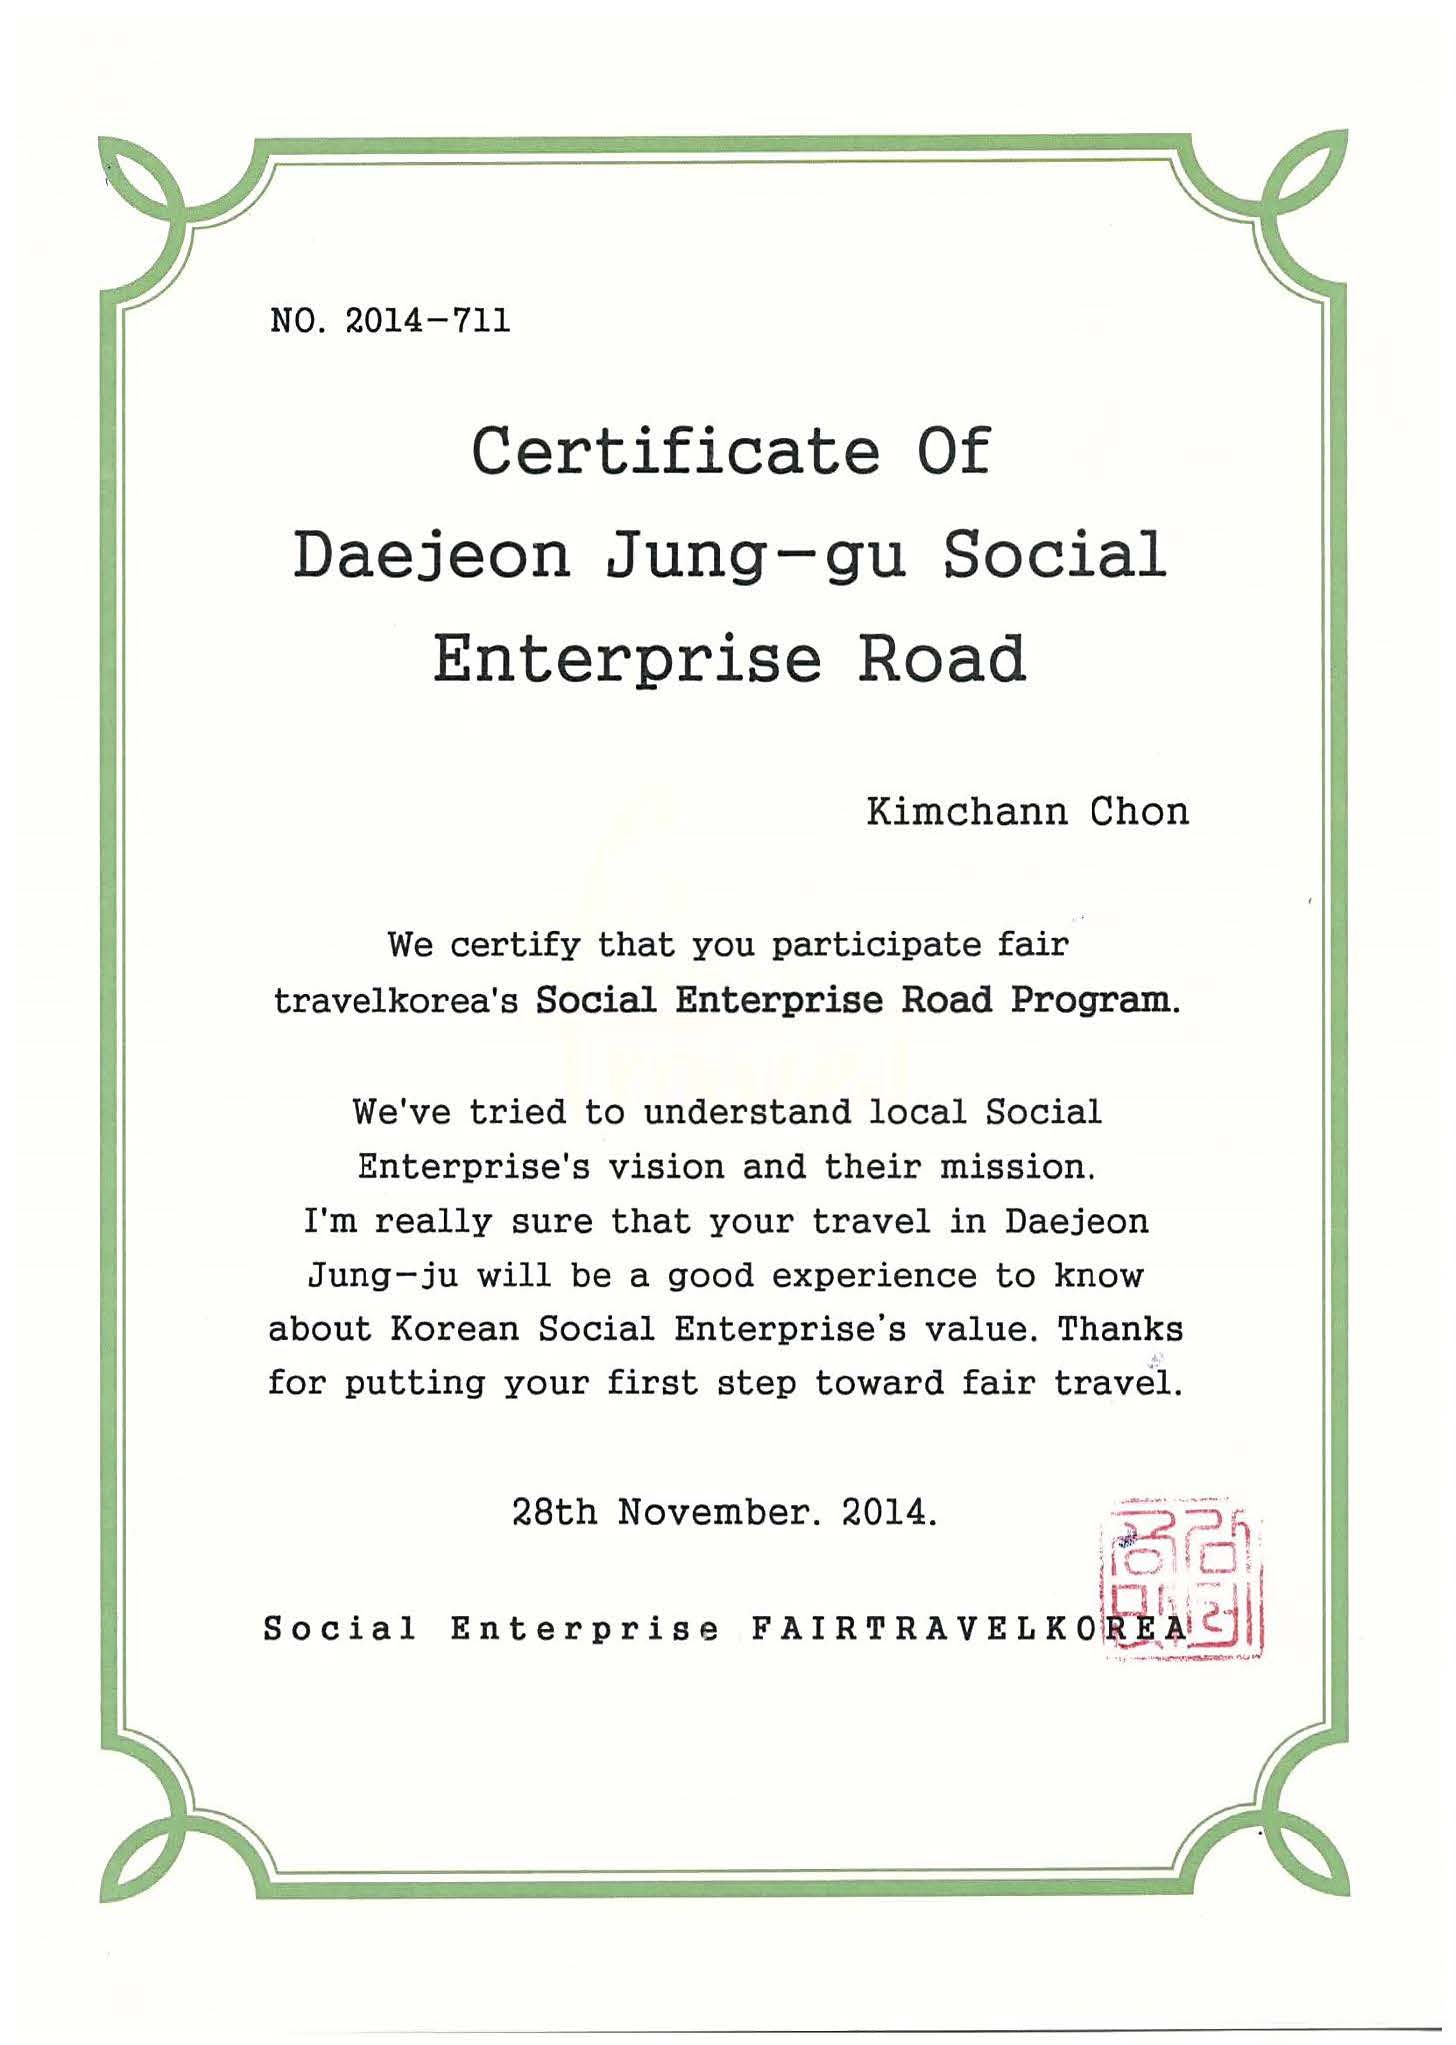 NO. 2014-711
Certificate Of
Daejeon Jung-gu Social
Enterprise Road
Kimchann Chon
We certify that you participate fair
travelkorea's Social Enterprise Road Program.
We've tried to understand local Social
Enterprise's vision and their mission.
I'm really sure that your travel in Daejeon
Jung-ju will be a good experience to know
about Korean Social Enterprise's value. Thanks
for putting your first step toward fair travel.
28th November. 2014.
Social Enterprise FAIRTRAVELKOREA